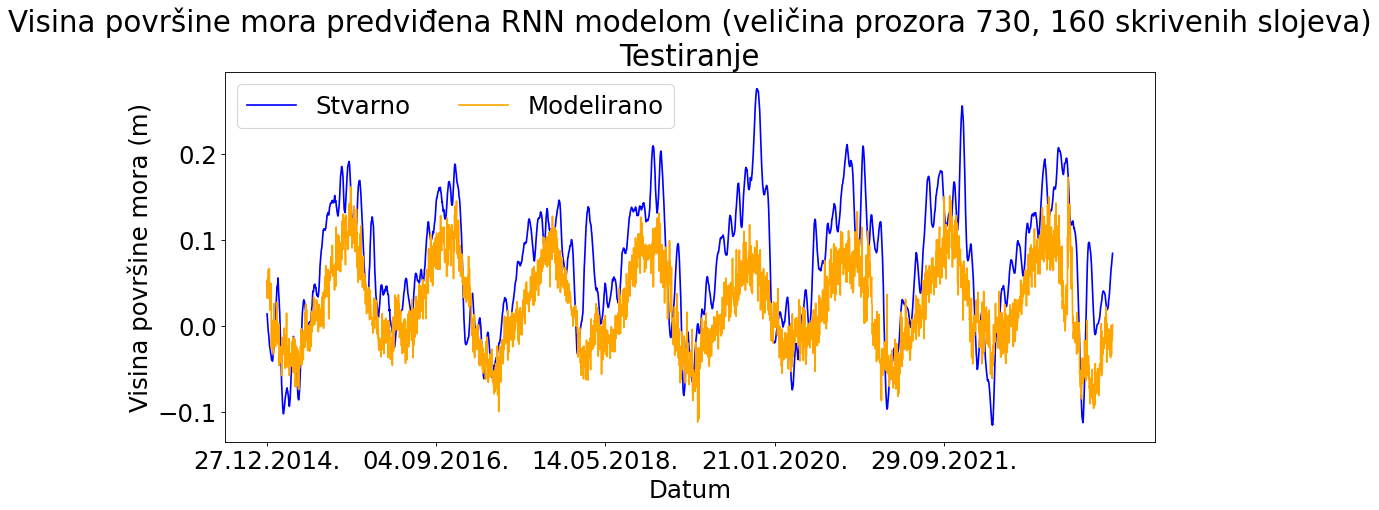 Visina površine mora predviđena RNN modelom (veličina prozora 730, 160 skrivenih slojeva)
Testiranje
Stvarno
Modelirano
Visina površine mora (m)
0.2
0.1
0.0
−0.1
27.12.2014.
04.09.2016.
14.05.2018.
21.01.2020.
29.09.2021.
Datum